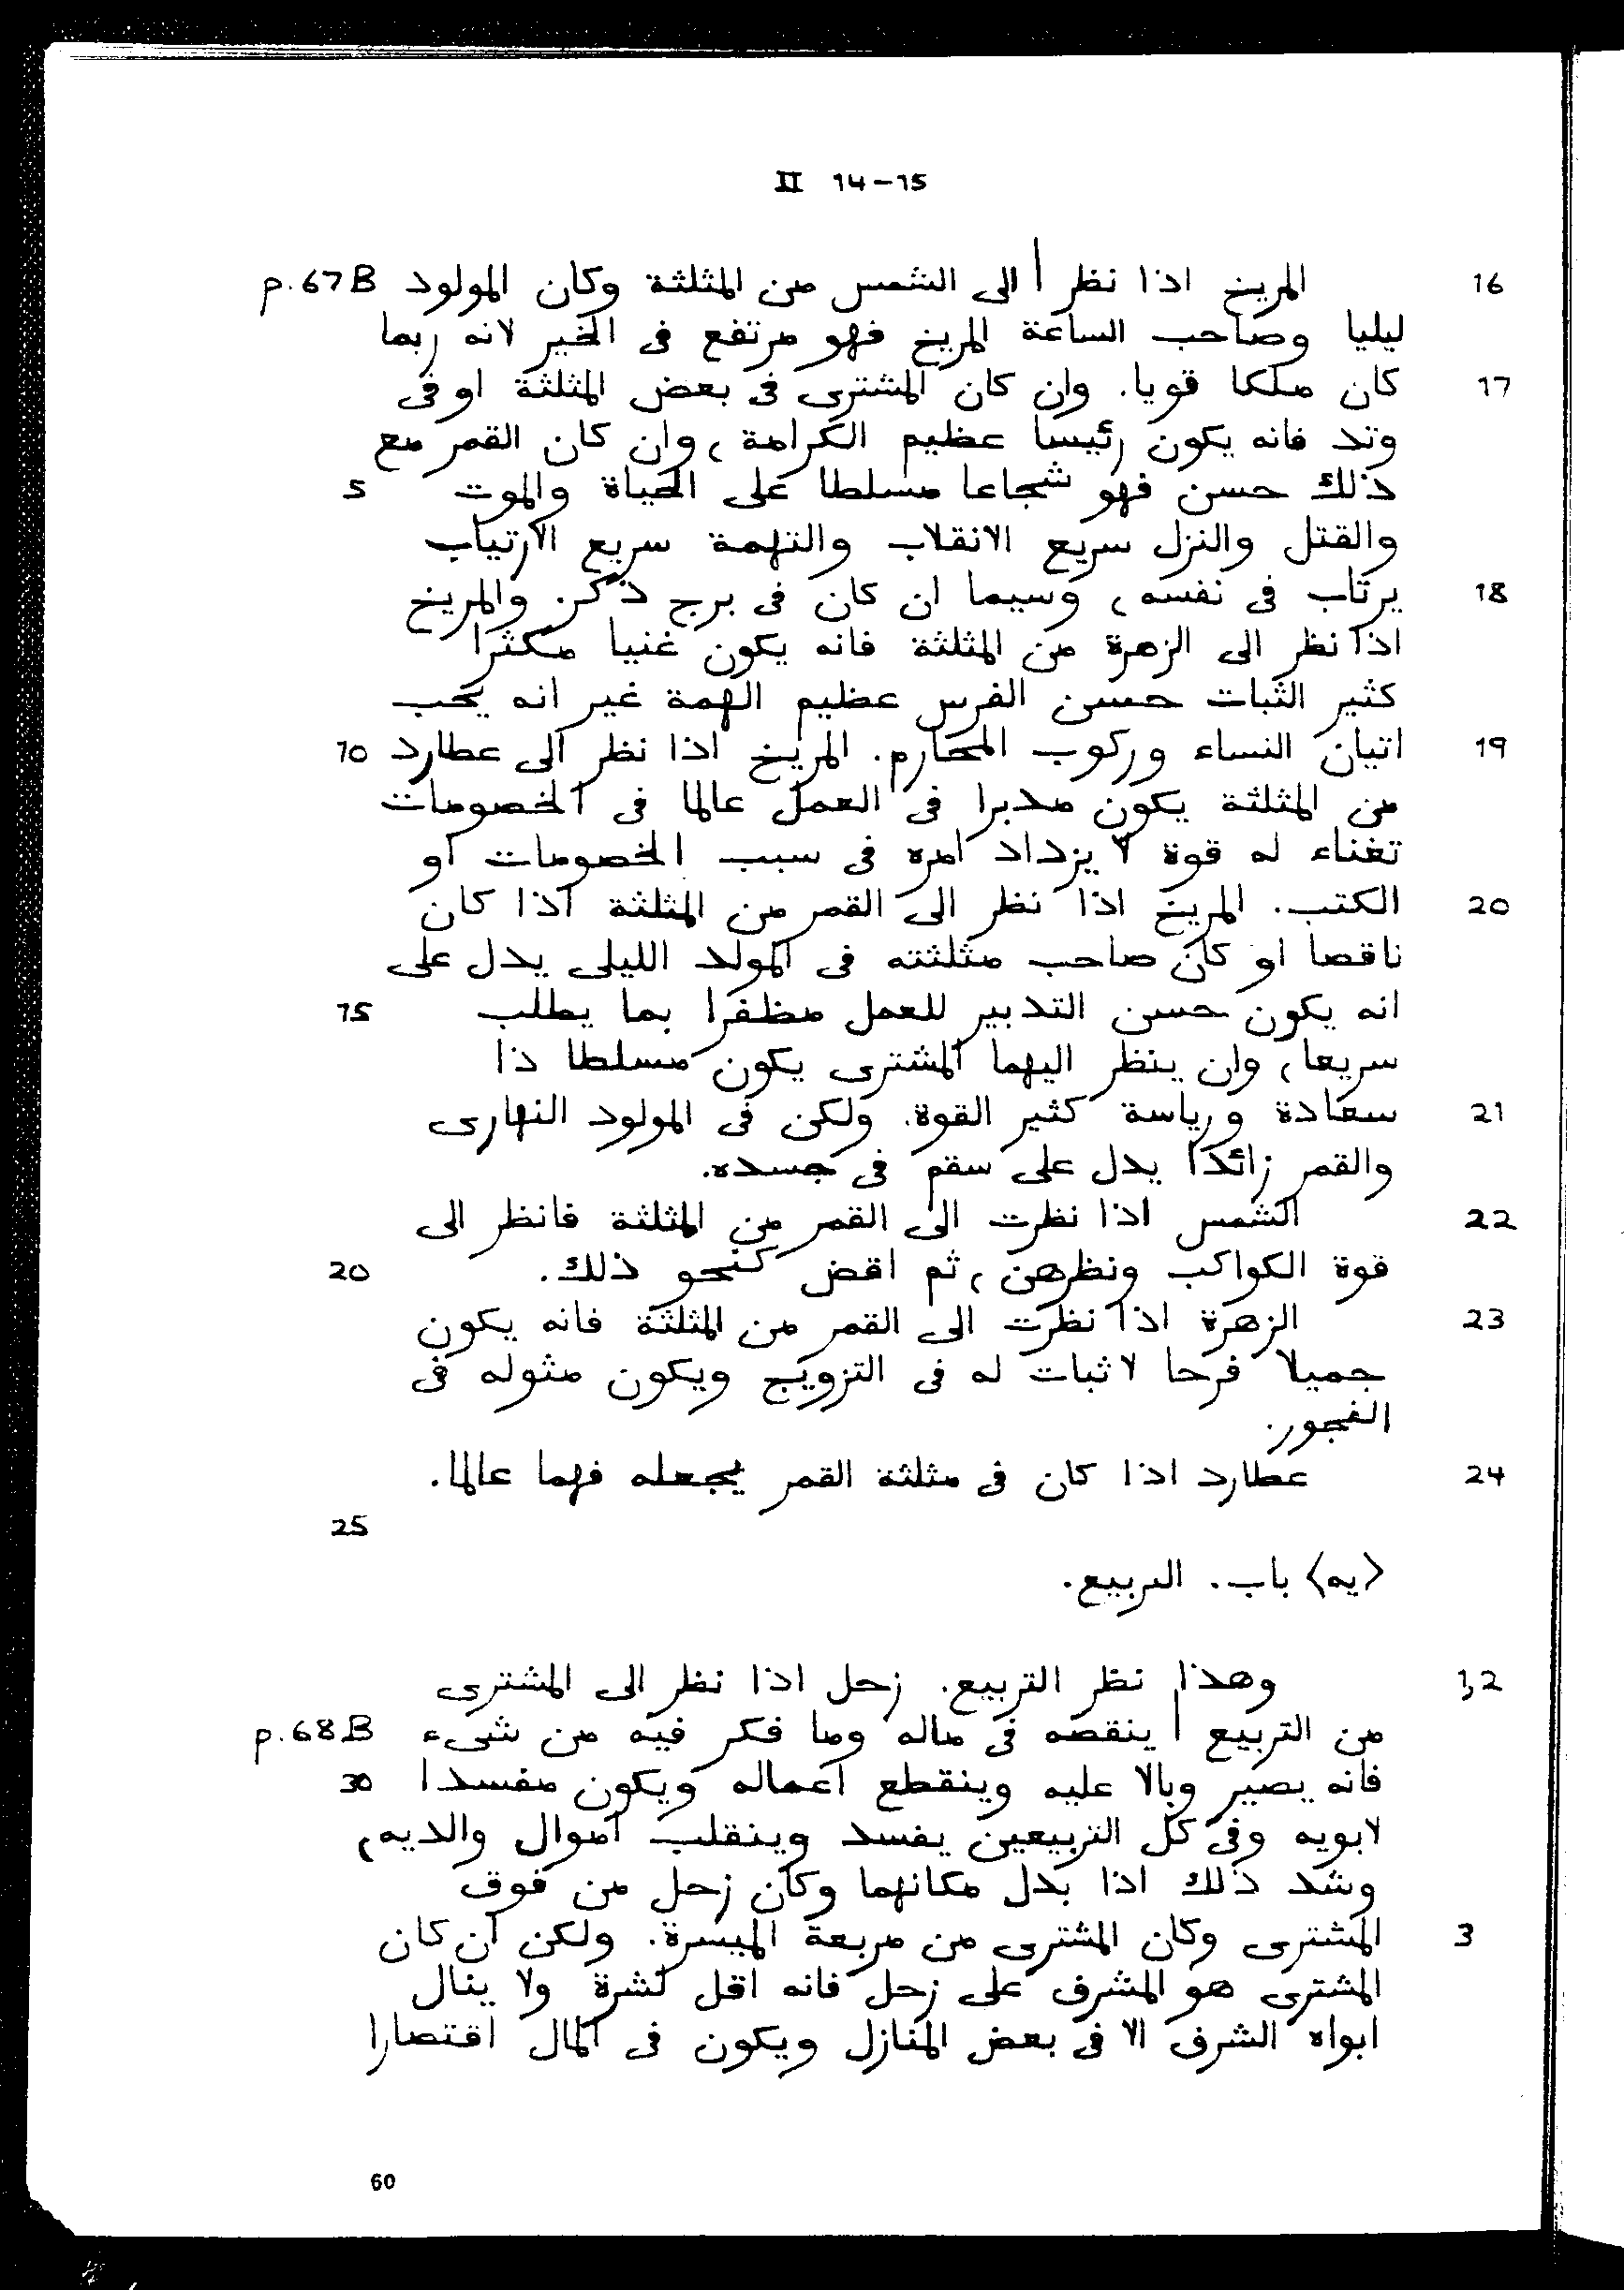 II 14-15
16 المريخ اذا نظر | الى الشمس من المثلثة وكان المولود p.67B
ليليا وصاحب الساعة المريخ فهو مرتفع فى الخير لانه ربما
17 كان ملكا قويا. وان كان المشترى فى بعض المثلثة او فى
وتد فانه يكون رئيسا عظيم الكرامة، وان كان القمر مع
ذلك حسن فهو شجاعا مسلطا على الحياة والموت 5
والقتل والنزل سريع الانقلاب والتهمة سريع الارتياب
18 يرتاب فى نفسه، وسيما ان كان فى برج ذكر. والمريخ
اذا نظر الى الزهرة من المثلثة فانه يكون غنيا مكثرا
كثير الثبات حسن الفرس عظيم الهمة غير انه يحب
19 اتيان النساء وركوب المحارم. المريخ اذا نظر الى عطارد 10
من المثلثة يكون مدبرا فى العمل عالما فى الخصومات
تغناء له قوة لا يزداد امره فى سبب الخصومات او
20 الكتب. المريخ اذا نظر الى القمر من المثلثة اذا كان
ناقصا او كان صاحب مثلثته فى المولد الليلى يدل على
انه يكون حسن التدبير للعمل مظفرا بما يطلب 15
سريعا، وان ينظر اليهما المشترى يكون مسلطا ذا
21 سعادة ورياسة كثير القوة. ولكن فى المولود النهارى
والقمر زائدا يدل على سقم فى جسده.
22 الشمس اذا نظرت الى القمر من المثلثة فانظر الى
قوة الكواكب ونظرهن، ثم اقض كنحو ذلك. 20
23 الزهرة اذا نظرت الى القمر من المثلثة فانه يكون
جميلا فرحا لا ثبات له فى التزويج ويكون مثوله فى
الفجور.
24 عطارد اذا كان فى مثلثة القمر يجعله فهما عالما.
25
〈يه〉 باب. التربيع.
1,2 وهذا نظر التربيع. زحل اذا نظر الى المشترى
من التربيع | ينقصه فى ماله وما فكر فيه من شىء p.68B
فانه يصير وبالا عليه وينقطع اعماله ويكون مفسدا 30
لابويه وفى كل التربيعين يفسد وينقلب اموال والديه،
وشد ذلك اذا بدل مكانهما وكان زحل من فوق
3 المشترى وكان المشترى من مربعة الميسرة. ولكن ان كان
المشترى هو المشرف على زحل فانه اقل لشرة ولا ينال
ابواه الشرف الا فى بعض المنازل ويكون فى المال اقتصارا
60